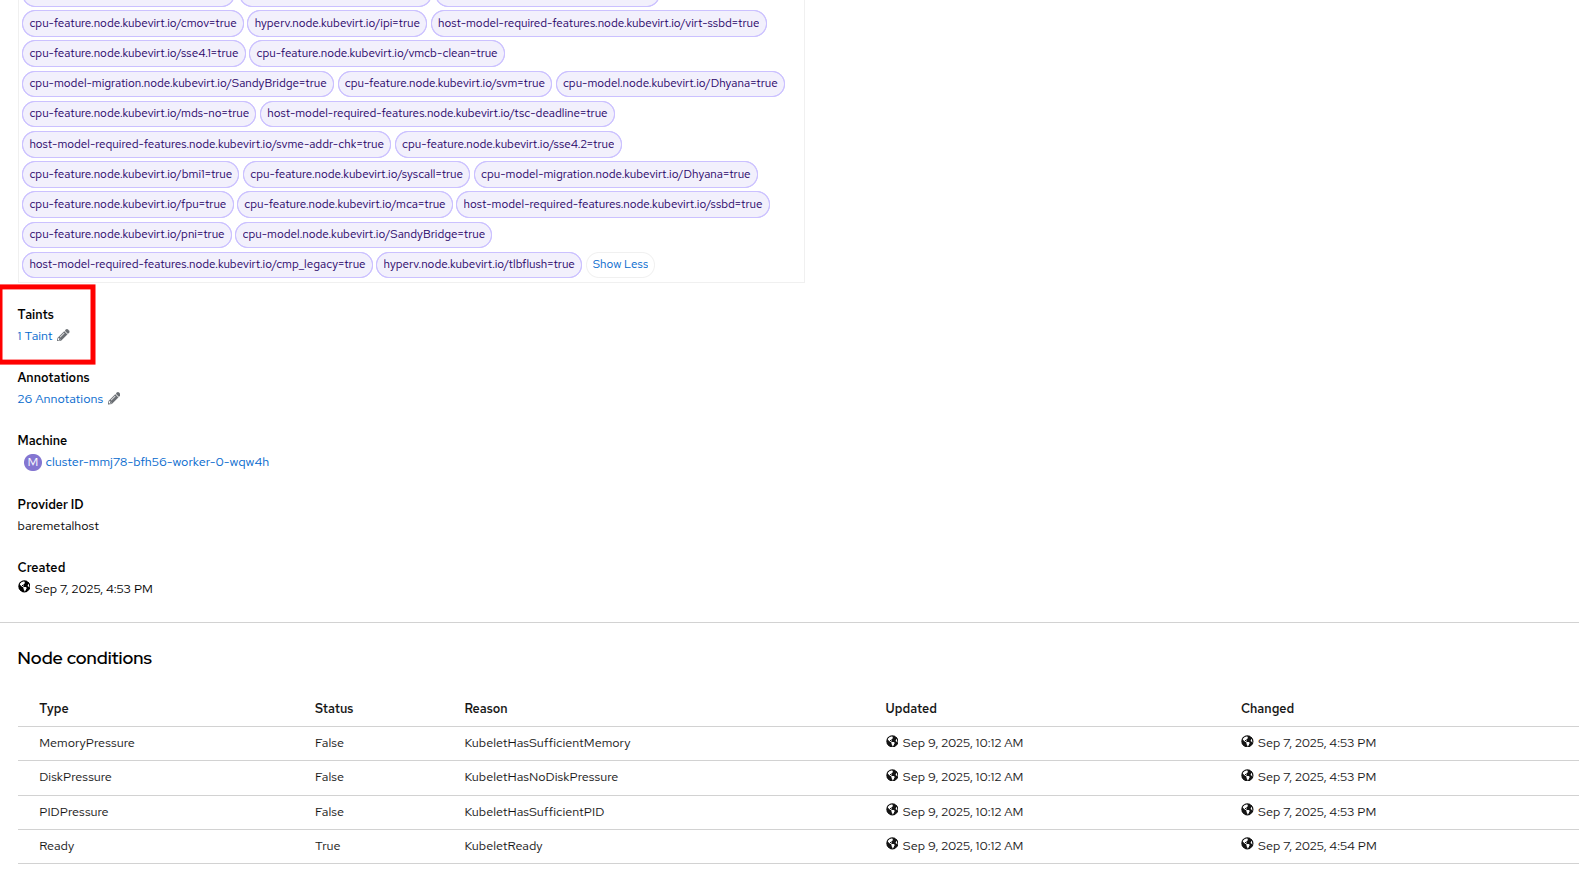 cpu-feature.node.kubevirt.io/cmov=true hyperv.node.kubevirt.io/ipi=true host-model-required-features.node.kubevirt.io/virt-ssbd=true
cpu-feature.node.kubevirt.io/sse4.1=true cpu-feature.node.kubevirt.io/vmcb-clean=true
cpu-model-migration.node.kubevirt.io/SandyBridge=true cpu-feature.node.kubevirt.io/svm=true cpu-model.node.kubevirt.io/Dhyana=true
cpu-feature.node.kubevirt.io/mds-no=true host-model-required-features.node.kubevirt.io/tsc-deadline=true
host-model-required-features.node.kubevirt.io/svme-addr-chk=true cpu-feature.node.kubevirt.io/sse4.2=true
cpu-feature.node.kubevirt.io/bmi1=true cpu-feature.node.kubevirt.io/syscall=true cpu-model-migration.node.kubevirt.io/Dhyana=true
cpu-feature.node.kubevirt.io/fpu=true cpu-feature.node.kubevirt.io/mca=true host-model-required-features.node.kubevirt.io/ssbd=true
cpu-feature.node.kubevirt.io/pni=true cpu-model.node.kubevirt.io/SandyBridge=true
host-model-required-features.node.kubevirt.io/cmp_legacy=true hyperv.node.kubevirt.io/tlbflush=true Show Less
Taints
1 Taint
Annotations
26 Annotations
Machine
M cluster-mmj78-bfh56-worker-0-wqw4h
Provider ID
baremetalhost
Created
Sep 7, 2025, 4:53 PM
Node conditions
Type Status Reason Updated Changed
MemoryPressure False KubeletHasSufficientMemory Sep 9, 2025, 10:12 AM Sep 7, 2025, 4:53 PM
DiskPressure False KubeletHasNoDiskPressure Sep 9, 2025, 10:12 AM Sep 7, 2025, 4:53 PM
PIDPressure False KubeletHasSufficientPID Sep 9, 2025, 10:12 AM Sep 7, 2025, 4:53 PM
Ready True KubeletReady Sep 9, 2025, 10:12 AM Sep 7, 2025, 4:54 PM